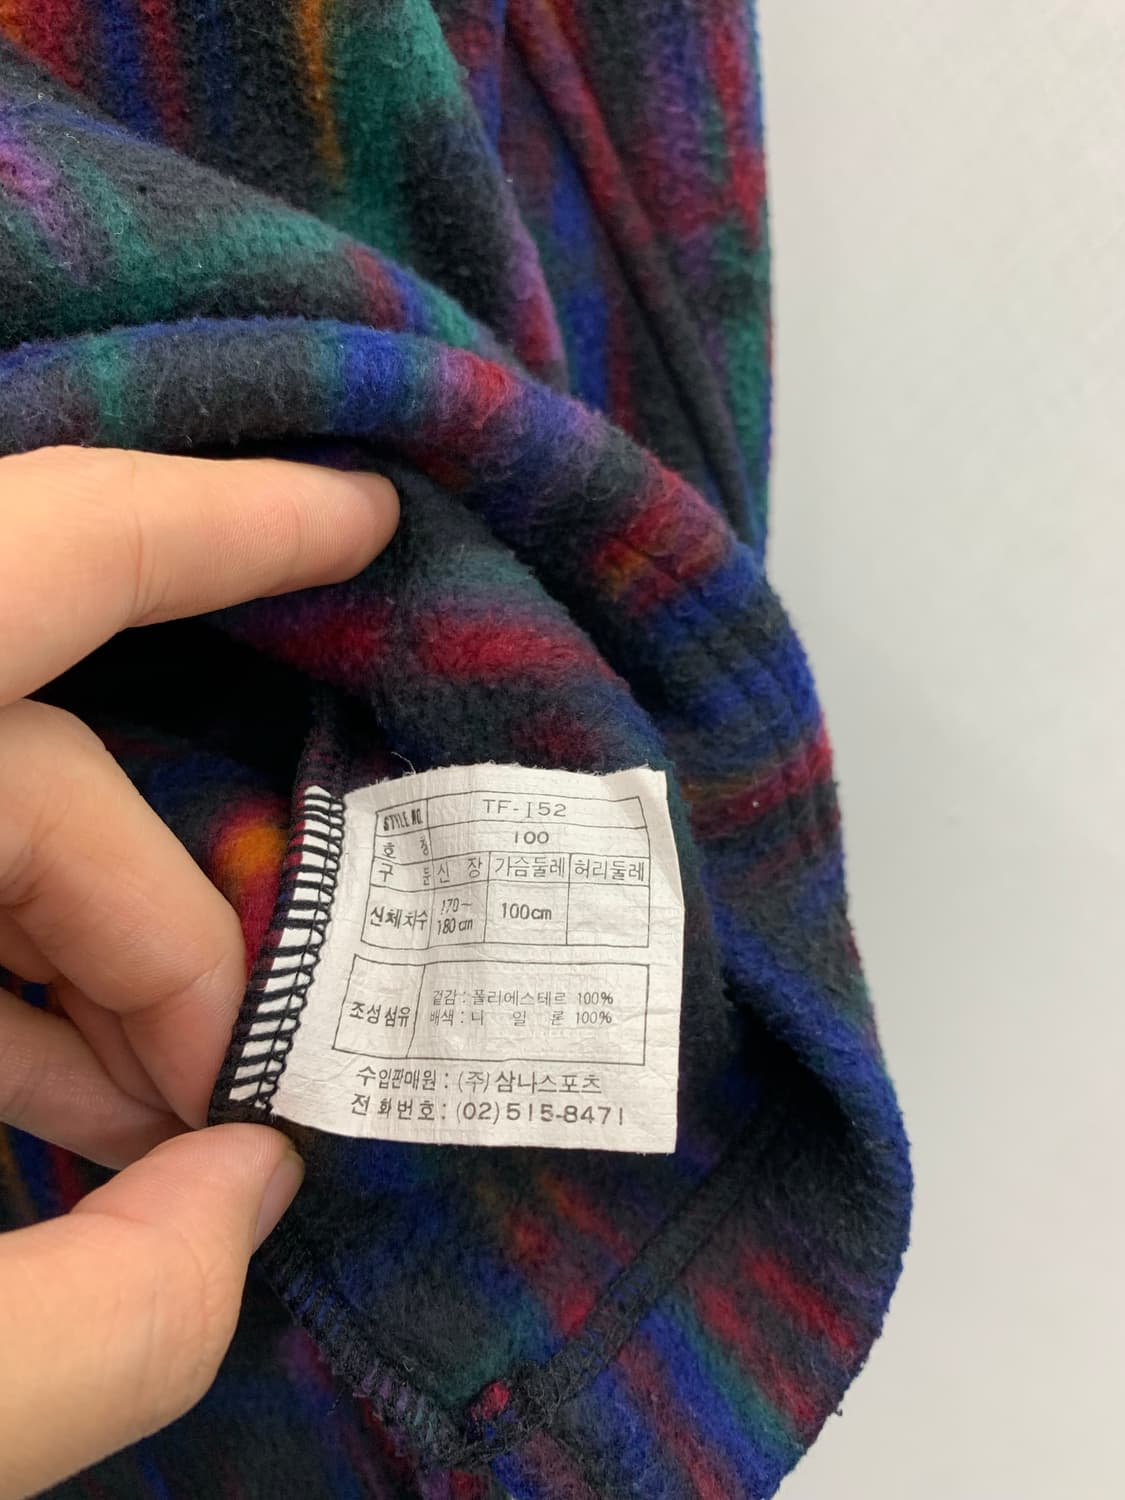 STYLE NO. TF-152
호 칭 100
구 분 신 장 가슴둘레 허리둘레
신체치수 170~180cm 100cm
조성섬유 겉감 : 폴리에스테르 100%
배색 : 나 일 론 100%
수입판매원 : (주)삼나스포츠
전화번호 : (02) 515-8471